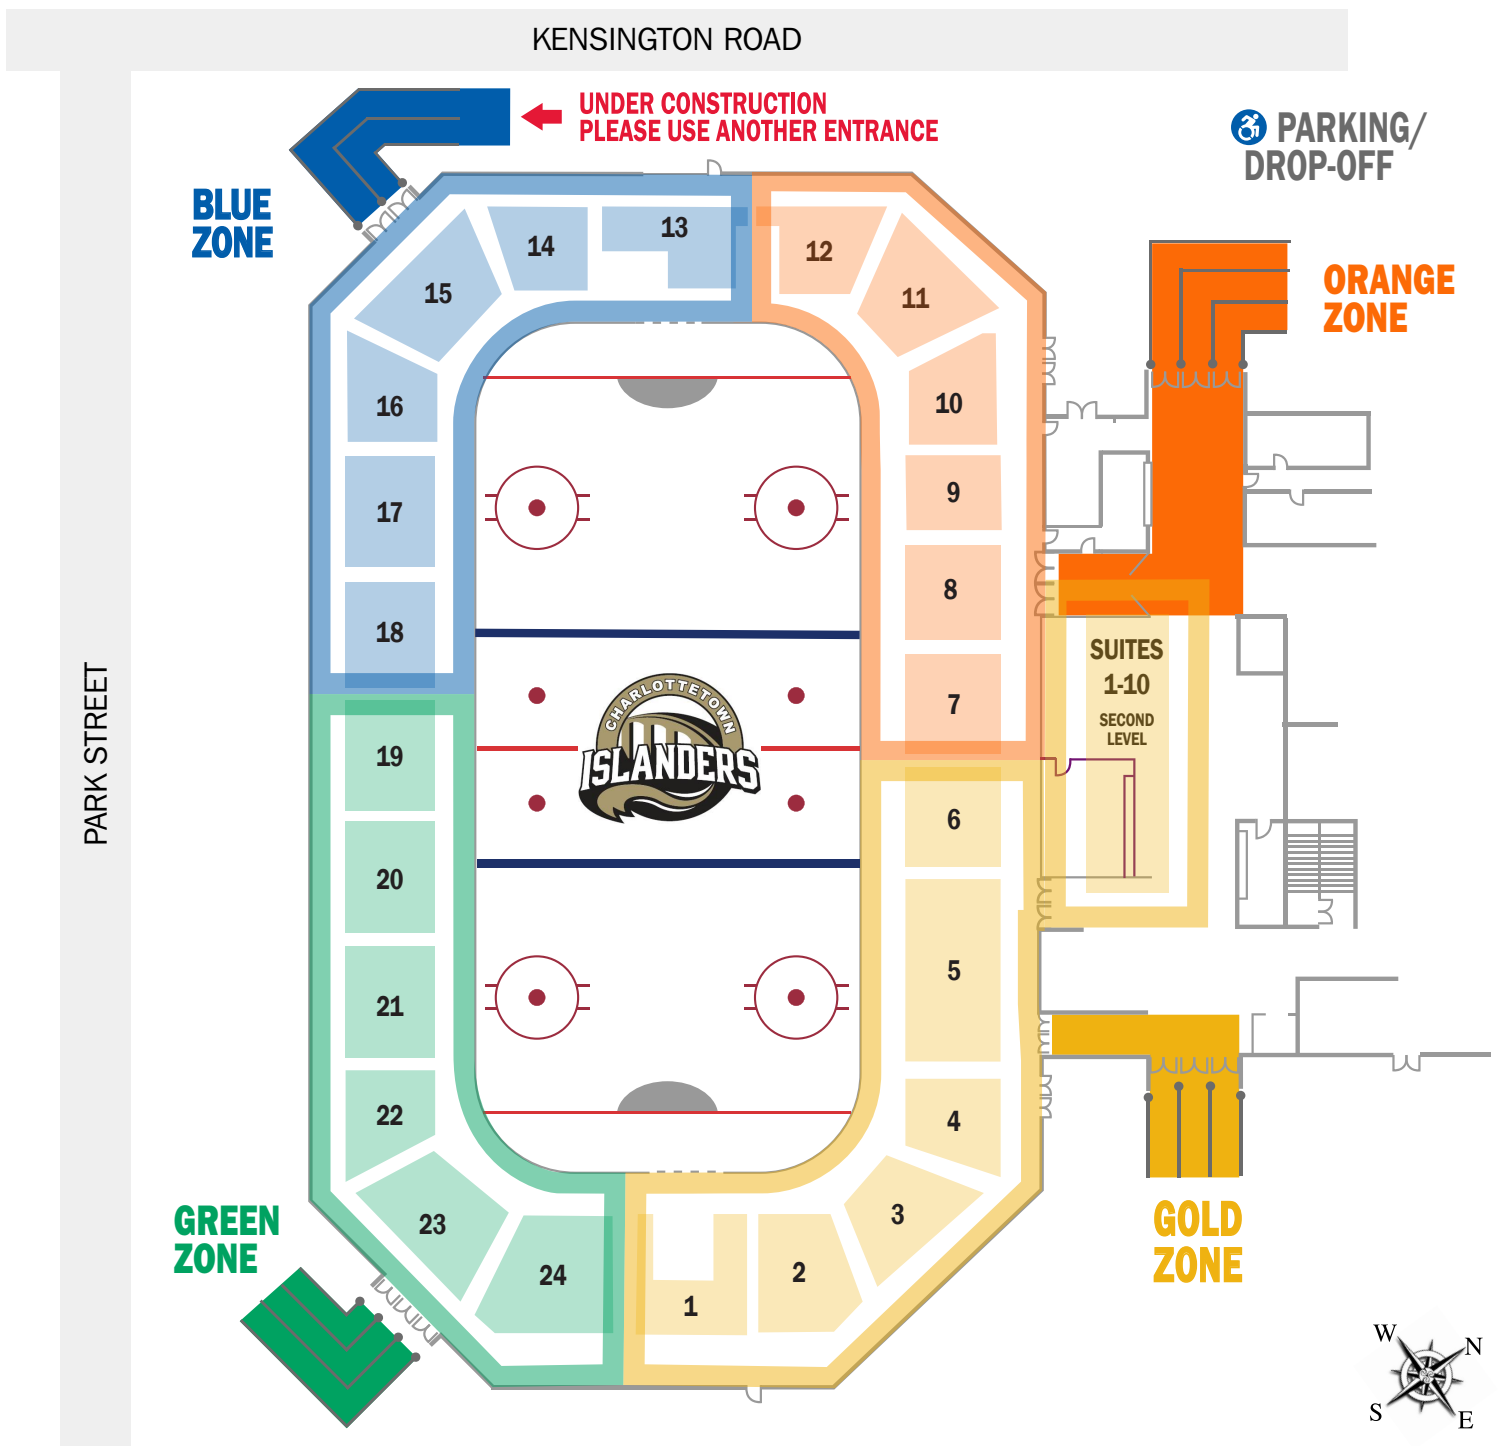 KENSINGTON ROAD
UNDER CONSTRUCTION
PLEASE USE ANOTHER ENTRANCE
PARKING/
DROP-OFF
BLUE
ZONE
ORANGE
ZONE
13
14
12
15
11
16
10
17
9
18
8
SUITES
1-10
SECOND
LEVEL
7
CHARLOTTETOWN
ISLANDERS
PARK STREET
19
6
20
5
21
22
4
23
3
24
2
1
GREEN
ZONE
GOLD
ZONE
W
N
S
E